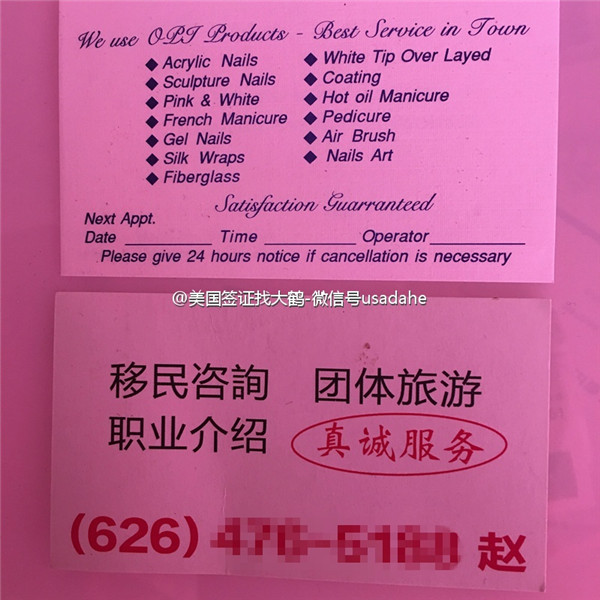 We use OPI Products - Best Service in Town
◆ Acrylic Nails
◆ Sculpture Nails
◆ Pink & White
◆ French Manicure
◆ Gel Nails
◆ Silk Wraps
◆ Fiberglass
◆ White Tip Over Layed
◆ Coating
◆ Hot oil Manicure
◆ Pedicure
◆ Air Brush
◆ Nails Art
Satisfaction Guarranteed
Next Appt.
Date Time Operator
Please give 24 hours notice if cancellation is necessary
@美国签证找大鹤-微信号usadahe
移民咨詢 团体旅游
职业介绍 真诚服务
(626) 赵